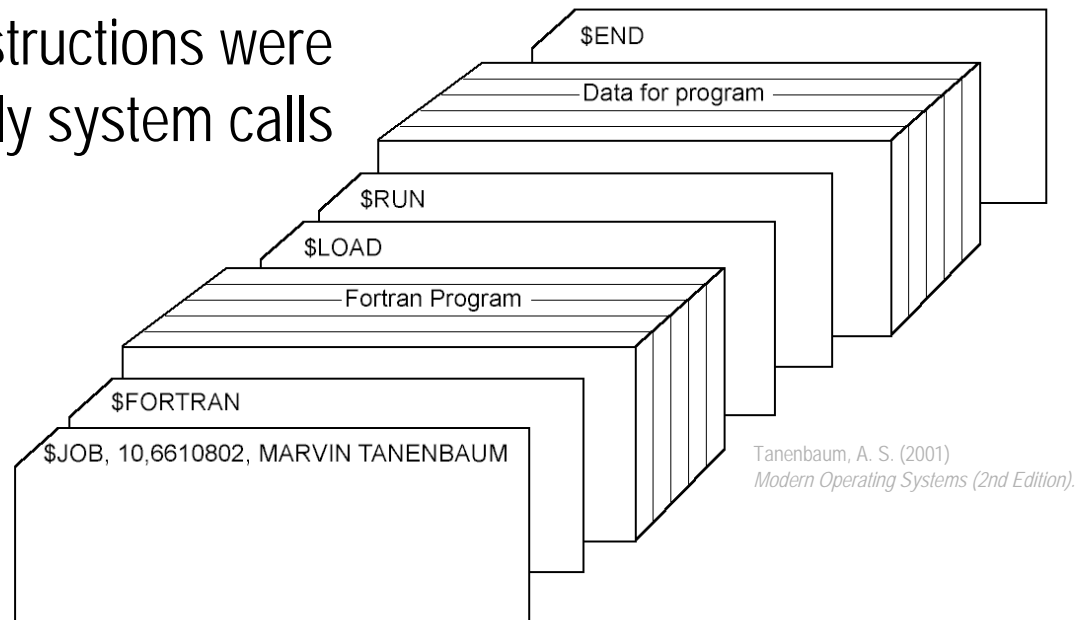 structions were
ly system calls
$END
Data for program
$RUN
$LOAD
Fortran Program
$FORTRAN
$JOB, 10,6610802, MARVIN TANENBAUM
Tanenbaum, A. S. (2001)
Modern Operating Systems (2nd Edition).